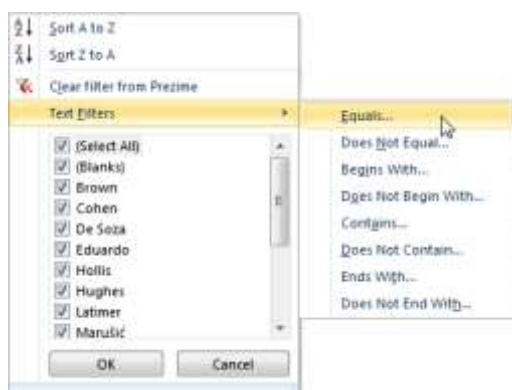 Sort A to Z
Sort Z to A
Clear filter from Prezime
Text Filters
(Select All)
(Blanks)
Brown
Cohen
De Soza
Eduardo
Hollis
Hughes
Latimer
Marušić
OK Cancel
Equals...
Does Not Equal...
Begins With...
Does Not Begin With...
Contains...
Does Not Contain...
Ends With...
Does Not End With...